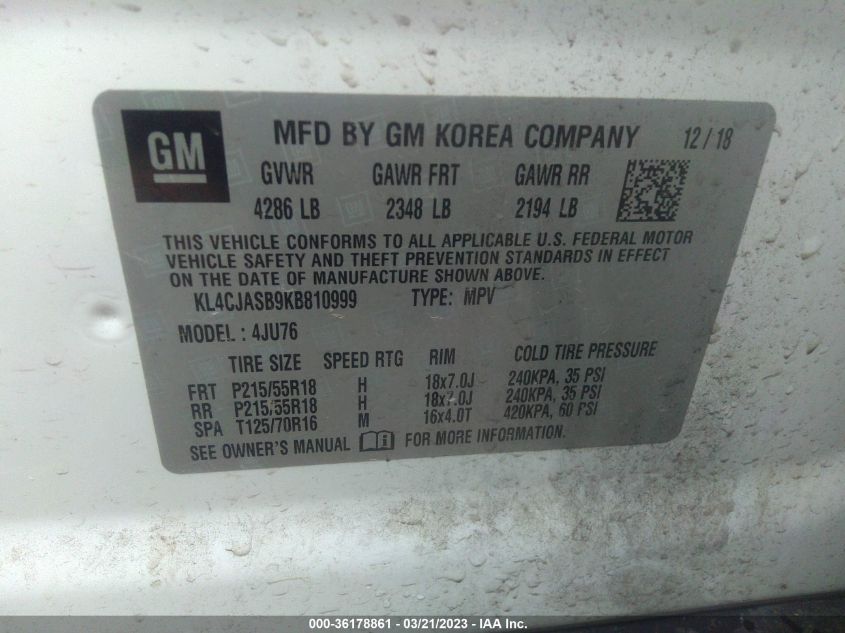 GM MFD BY GM KOREA COMPANY 12/18
GVWR GAWR FRT GAWR RR
4286 LB 2348 LB 2194 LB
THIS VEHICLE CONFORMS TO ALL APPLICABLE U.S. FEDERAL MOTOR
VEHICLE SAFETY AND THEFT PREVENTION STANDARDS IN EFFECT
ON THE DATE OF MANUFACTURE SHOWN ABOVE.
KL4CJASB9KB810999 TYPE: MPV
MODEL: 4JU76
TIRE SIZE SPEED RTG RIM COLD TIRE PRESSURE
FRT P215/55R18 H 18x7.0J 240KPA, 35 PSI
RR P215/55R18 H 18x7.0J 240KPA, 35 PSI
SPA T125/70R16 M 16x4.0T 420KPA, 60 PSI
SEE OWNER'S MANUAL FOR MORE INFORMATION.
000-36178861 - 03/21/2023 - IAA Inc.